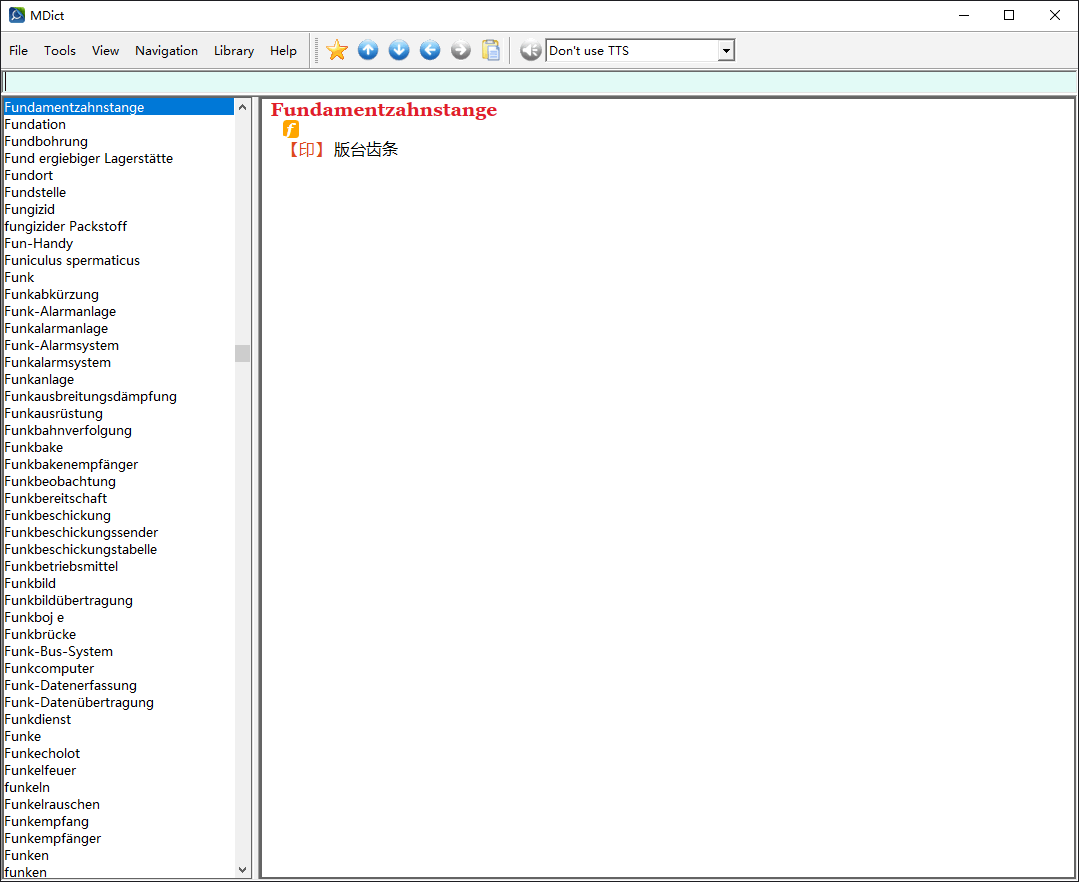 MDict
File Tools View Navigation Library Help Don't use TTS
Fundamentzahnstange
Fundation
Fundbohrung
Fund ergiebiger Lagerstätte
Fundort
Fundstelle
Fungizid
fungizider Packstoff
Fun-Handy
Funiculus spermaticus
Funk
Funkabkürzung
Funk-Alarmanlage
Funkalarmanlage
Funk-Alarmsystem
Funkalarmsystem
Funkanlage
Funkausbreitungsdämpfung
Funkausrüstung
Funkbahnverfolgung
Funkbake
Funkbakenempfänger
Funkbeobachtung
Funkbereitschaft
Funkbeschickung
Funkbeschickungssender
Funkbeschickungstabelle
Funkbetriebsmittel
Funkbild
Funkbildübertragung
Funkboj e
Funkbrücke
Funk-Bus-System
Funkcomputer
Funk-Datenerfassung
Funk-Datenübertragung
Funkdienst
Funke
Funkecholot
Funkelfeuer
funkeln
Funkelrauschen
Funkempfang
Funkempfänger
Funken
funken
Fundamentzahnstange
f
【印】 版台齿条